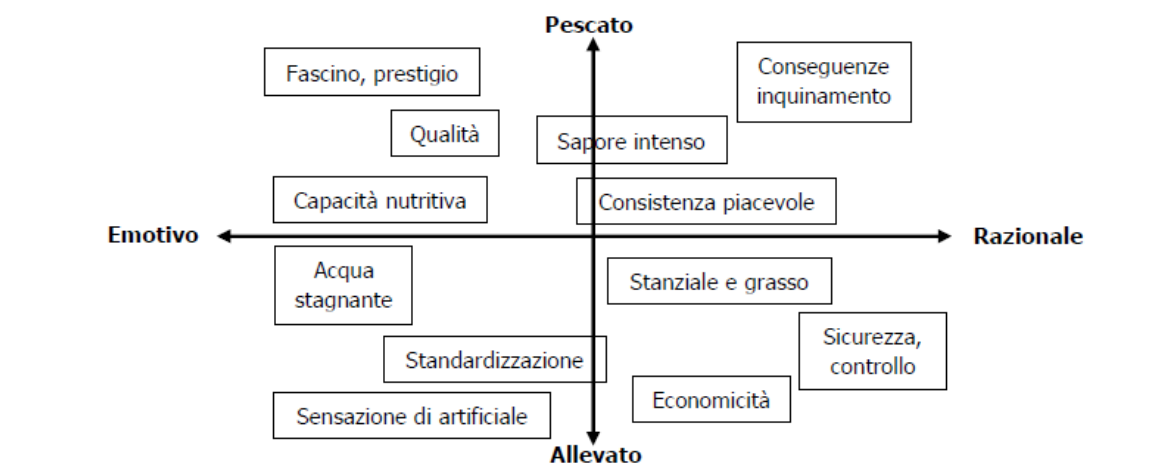 Pescato
Fascino, prestigio
Conseguenze
inquinamento
Qualità
Sapore intenso
Capacità nutritiva
Consistenza piacevole
Emotivo
Razionale
Acqua
stagnante
Stanziale e grasso
Sicurezza,
controllo
Standardizzazione
Economicità
Sensazione di artificiale
Allevato